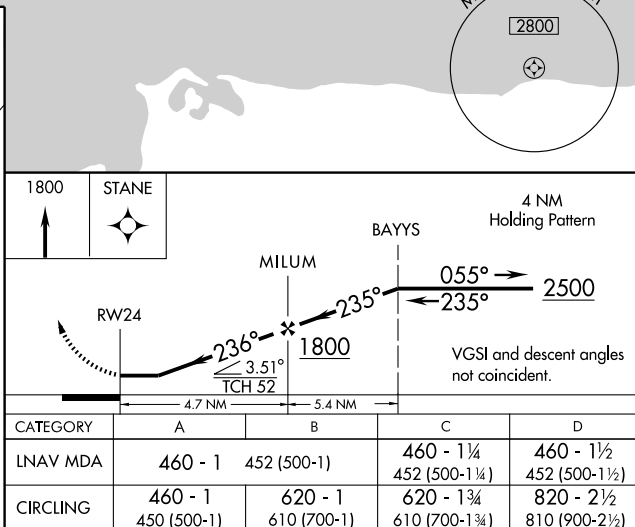 2800
1800
STANE
4 NM
Holding Pattern
BAYYS
MILUM
055°
235°
2500
235°
RW24
236°
1800
3.51°
TCH 52
VGSI and descent angles
not coincident.
4.7 NM
5.4 NM
CATEGORY A B C D
LNAV MDA 460 - 1 452 (500-1) 460 - 1¼ 460 - 1½
452 (500-1¼) 452 (500-1½)
CIRCLING 460 - 1 620 - 1 620 - 1¾ 820 - 2½
450 (500-1) 610 (700-1) 610 (700-1¾) 810 (900-2½)